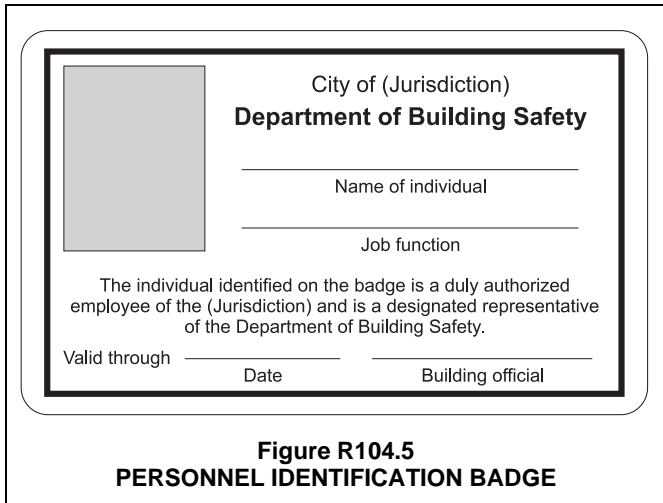 City of (Jurisdiction)
Department of Building Safety
Name of individual
Job function
The individual identified on the badge is a duly authorized
employee of the (Jurisdiction) and is a designated representative
of the Department of Building Safety.
Valid through
Date
Building official
Figure R104.5
PERSONNEL IDENTIFICATION BADGE